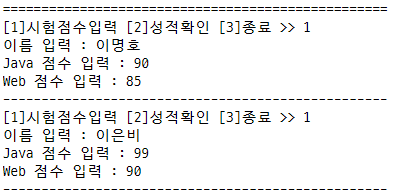 ==================================================
[1]시험점수입력 [2]성적확인 [3]종료 >> 1
이름 입력 : 이명호
Java 점수 입력 : 90
Web 점수 입력 : 85
--------------------------------------------------
[1]시험점수입력 [2]성적확인 [3]종료 >> 1
이름 입력 : 이은비
Java 점수 입력 : 99
Web 점수 입력 : 90
--------------------------------------------------